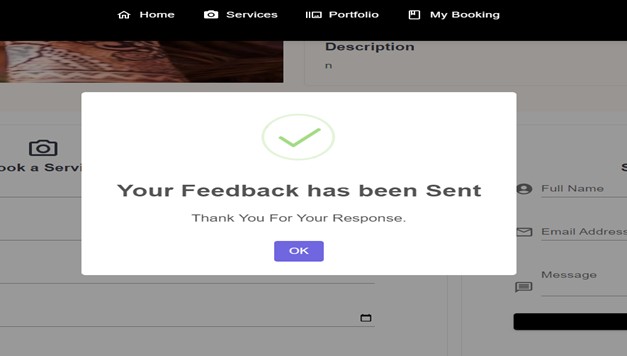 Home Services Portfolio My Booking
Description
n
Your Feedback has been Sent
Thank You For Your Response.
OK
ook a Servi
S
Full Name
Email Address
Message